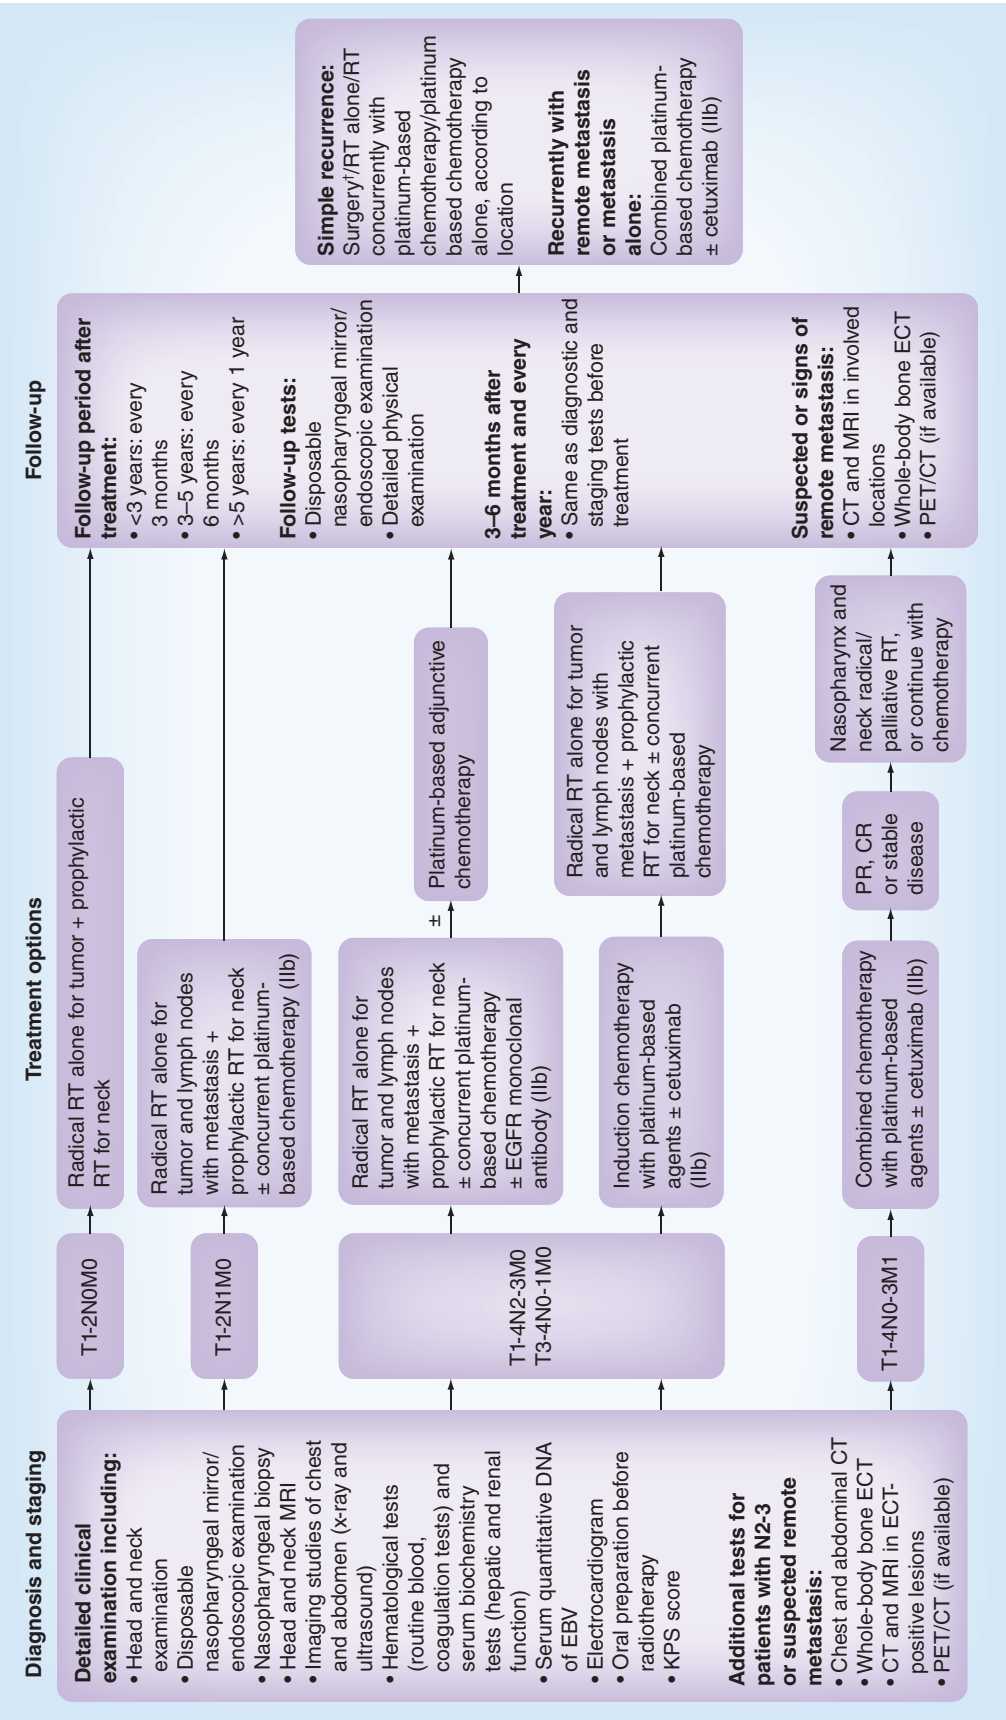 Diagnosis and staging
Detailed clinical
examination including:
• Head and neck
examination
• Disposable
nasopharyngeal mirror/
endoscopic examination
• Nasopharyngeal biopsy
• Head and neck MRI
• Imaging studies of chest
and abdomen (x-ray and
ultrasound)
• Hematological tests
(routine blood,
coagulation tests) and
serum biochemistry
tests (hepatic and renal
function)
• Serum quantitative DNA
of EBV
• Electrocardiogram
• Oral preparation before
radiotherapy
• KPS score
Additional tests for
patients with N2-3
or suspected remote
metastasis:
• Chest and abdominal CT
• Whole-body bone ECT
• CT and MRI in ECT-
positive lesions
• PET/CT (if available)
T1-2N0M0
T1-2N1M0
T1-4N2-3M0
T3-4N0-1M0
T1-4N0-3M1
Treatment options
Radical RT alone for tumor + prophylactic
RT for neck
Radical RT alone for
tumor and lymph nodes
with metastasis +
prophylactic RT for neck
± concurrent platinum-
based chemotherapy (IIb)
Radical RT alone for
tumor and lymph nodes
with metastasis +
prophylactic RT for neck
± concurrent platinum-
based chemotherapy
± EGFR monoclonal
antibody (IIb)
±
Platinum-based adjunctive
chemotherapy
Induction chemotherapy
with platinum-based
agents ± cetuximab
(IIb)
Radical RT alone for tumor
and lymph nodes with
metastasis + prophylactic
RT for neck ± concurrent
platinum-based
chemotherapy
Combined chemotherapy
with platinum-based
agents ± cetuximab (IIb)
PR, CR
or stable
disease
Nasopharynx and
neck radical/
palliative RT,
or continue with
chemotherapy
Follow-up
Follow-up period after
treatment:
• <3 years: every
3 months
• 3–5 years: every
6 months
• >5 years: every 1 year
Follow-up tests:
• Disposable
nasopharyngeal mirror/
endoscopic examination
• Detailed physical
examination
3–6 months after
treatment and every
year:
• Same as diagnostic and
staging tests before
treatment
Suspected or signs of
remote metastasis:
• CT and MRI in involved
locations
• Whole-body bone ECT
• PET/CT (if available)
Simple recurrence:
Surgery†/RT alone/RT
concurrently with
platinum-based
chemotherapy/platinum
based chemotherapy
alone, according to
location
Recurrently with
remote metastasis
or metastasis
alone:
Combined platinum-
based chemotherapy
± cetuximab (IIb)